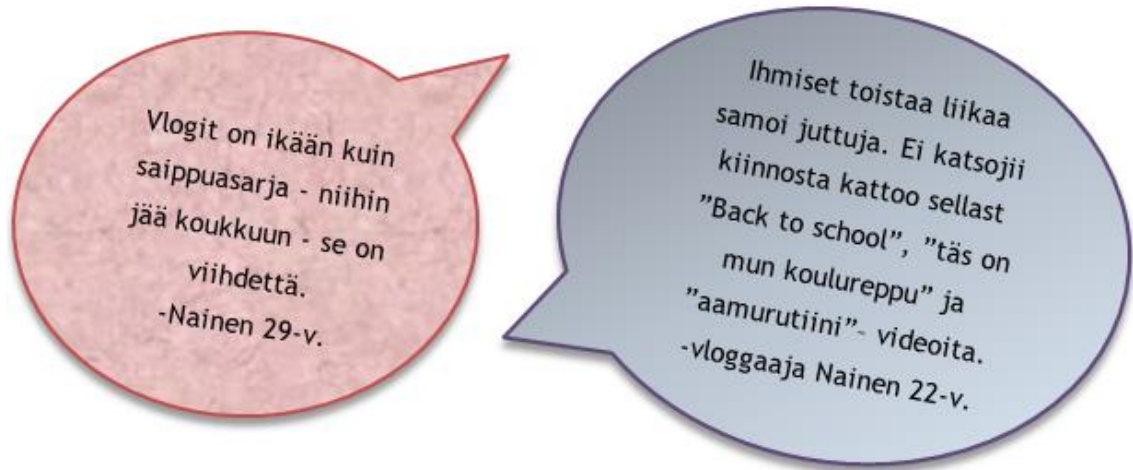 Vlogit on ikään kuin
saippuasarja - niihin
jää koukkuun - se on
viihdettä.
-Nainen 29-v.
Ihmiset toistaa liikaa
samoi juttuja. Ei katsojii
kiinnosta kattoo sellast
”Back to school”, ”täs on
mun koulureppu” ja
”aamurutiini”- videoita.
-vloggaaja Nainen 22-v.